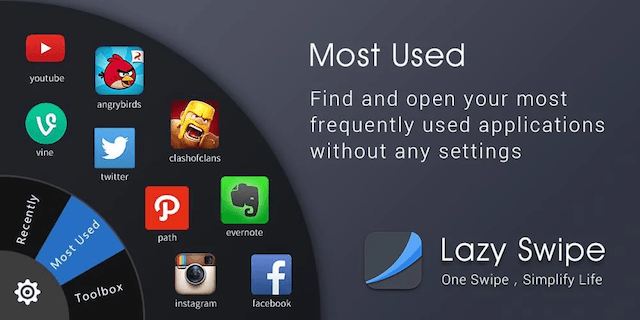 Most Used
Find and open your most
frequently used applications
without any settings
Lazy Swipe
One Swipe , Simplify Life
youtube
angrybirds
vine
twitter
clashofclans
path
evernote
instagram
facebook
Recently
Most Used
Toolbox